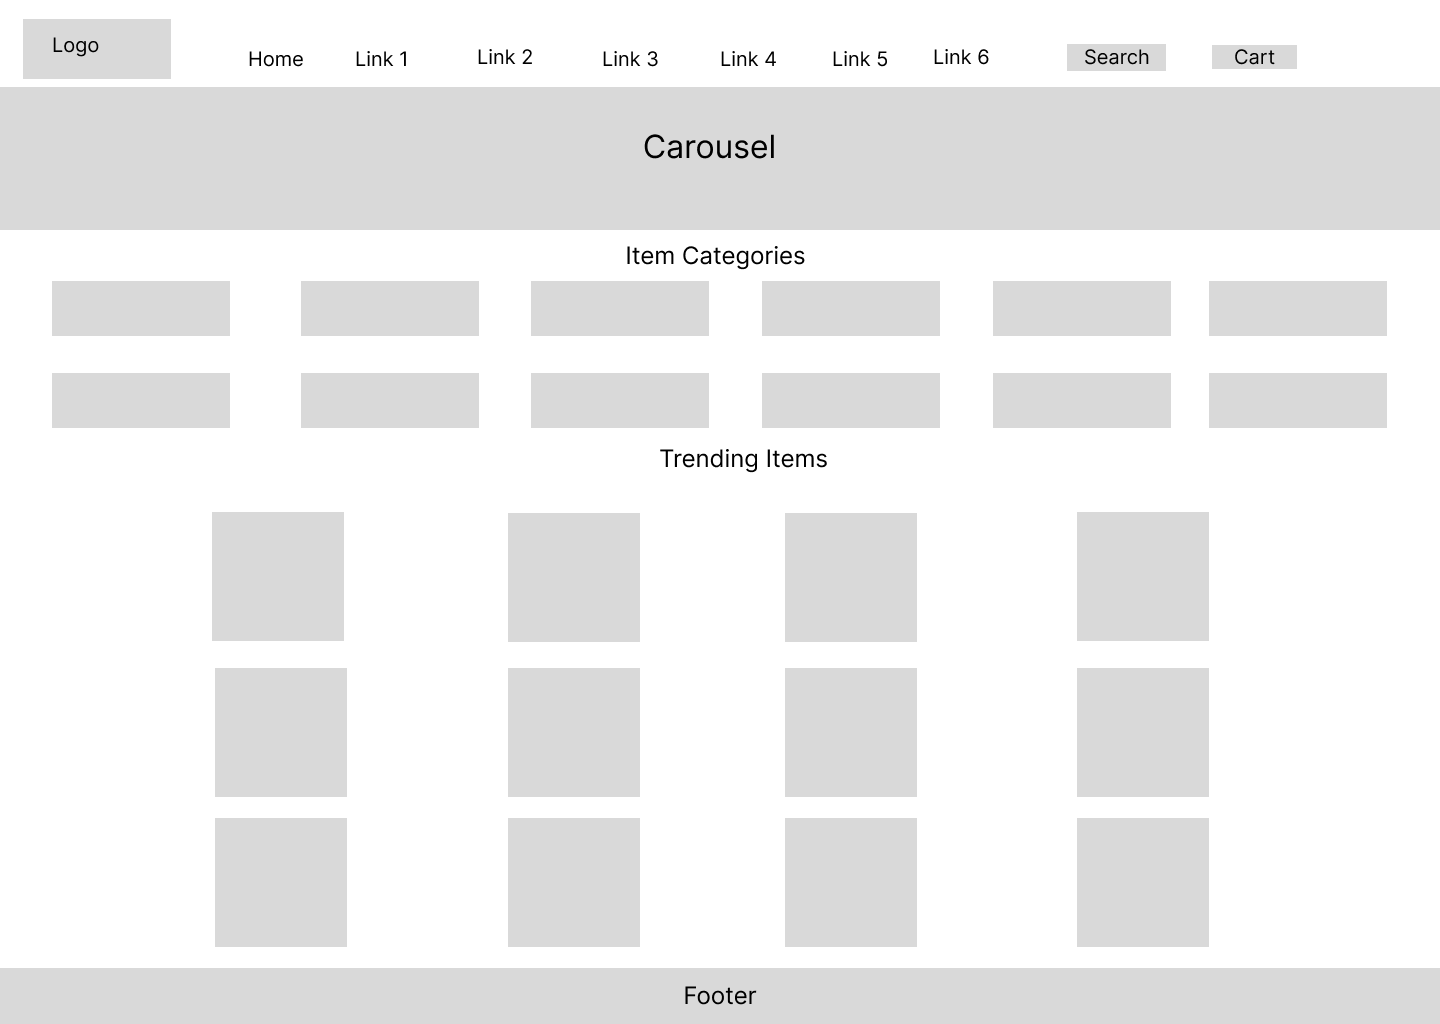 Logo
Home Link 1 Link 2 Link 3 Link 4 Link 5 Link 6 Search Cart
Carousel
Item Categories
Trending Items
Footer